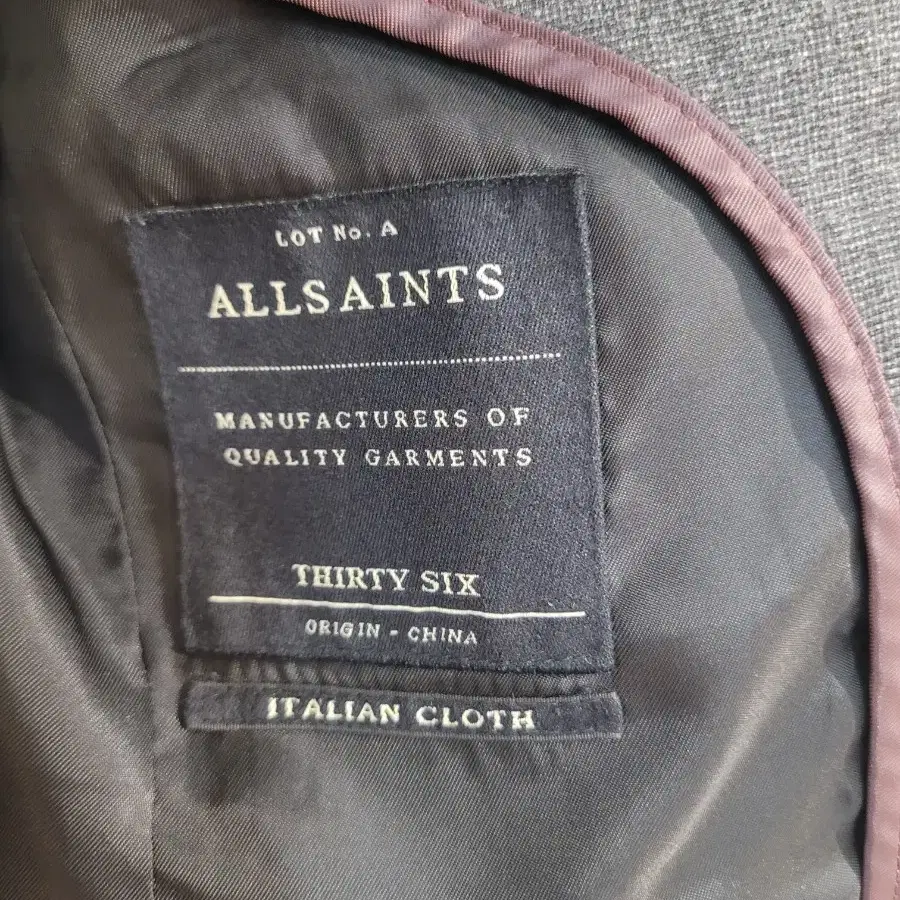 LOT No. A
ALLSAINTS
MANUFACTURERS OF
QUALITY GARMENTS
THIRTY SIX
ORIGIN - CHINA
ITALIAN CLOTH